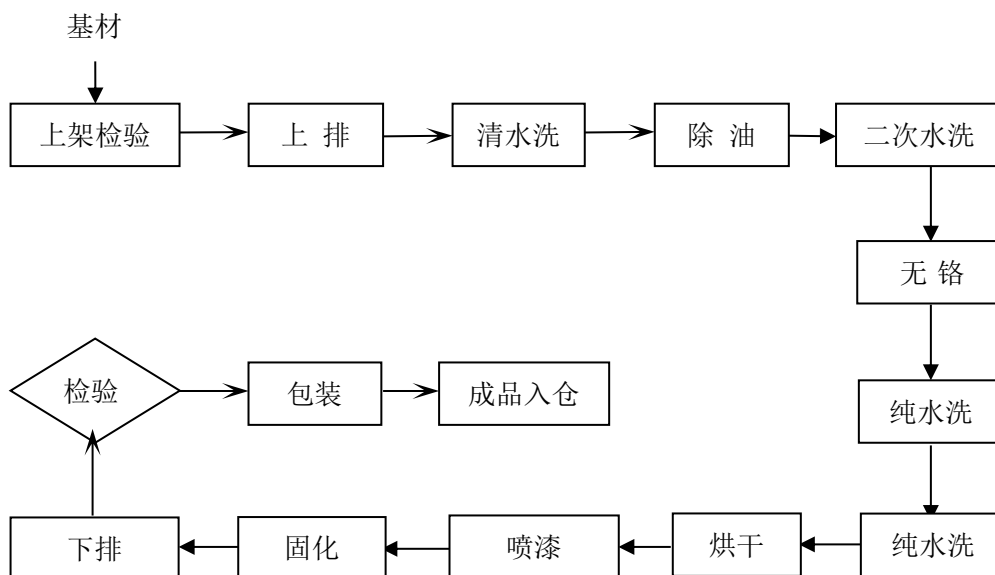 基材
上架检验
上 排
清水洗
除 油
二次水洗
无 铬
纯水洗
检验
包装
成品入仓
下排
固化
喷漆
烘干
纯水洗